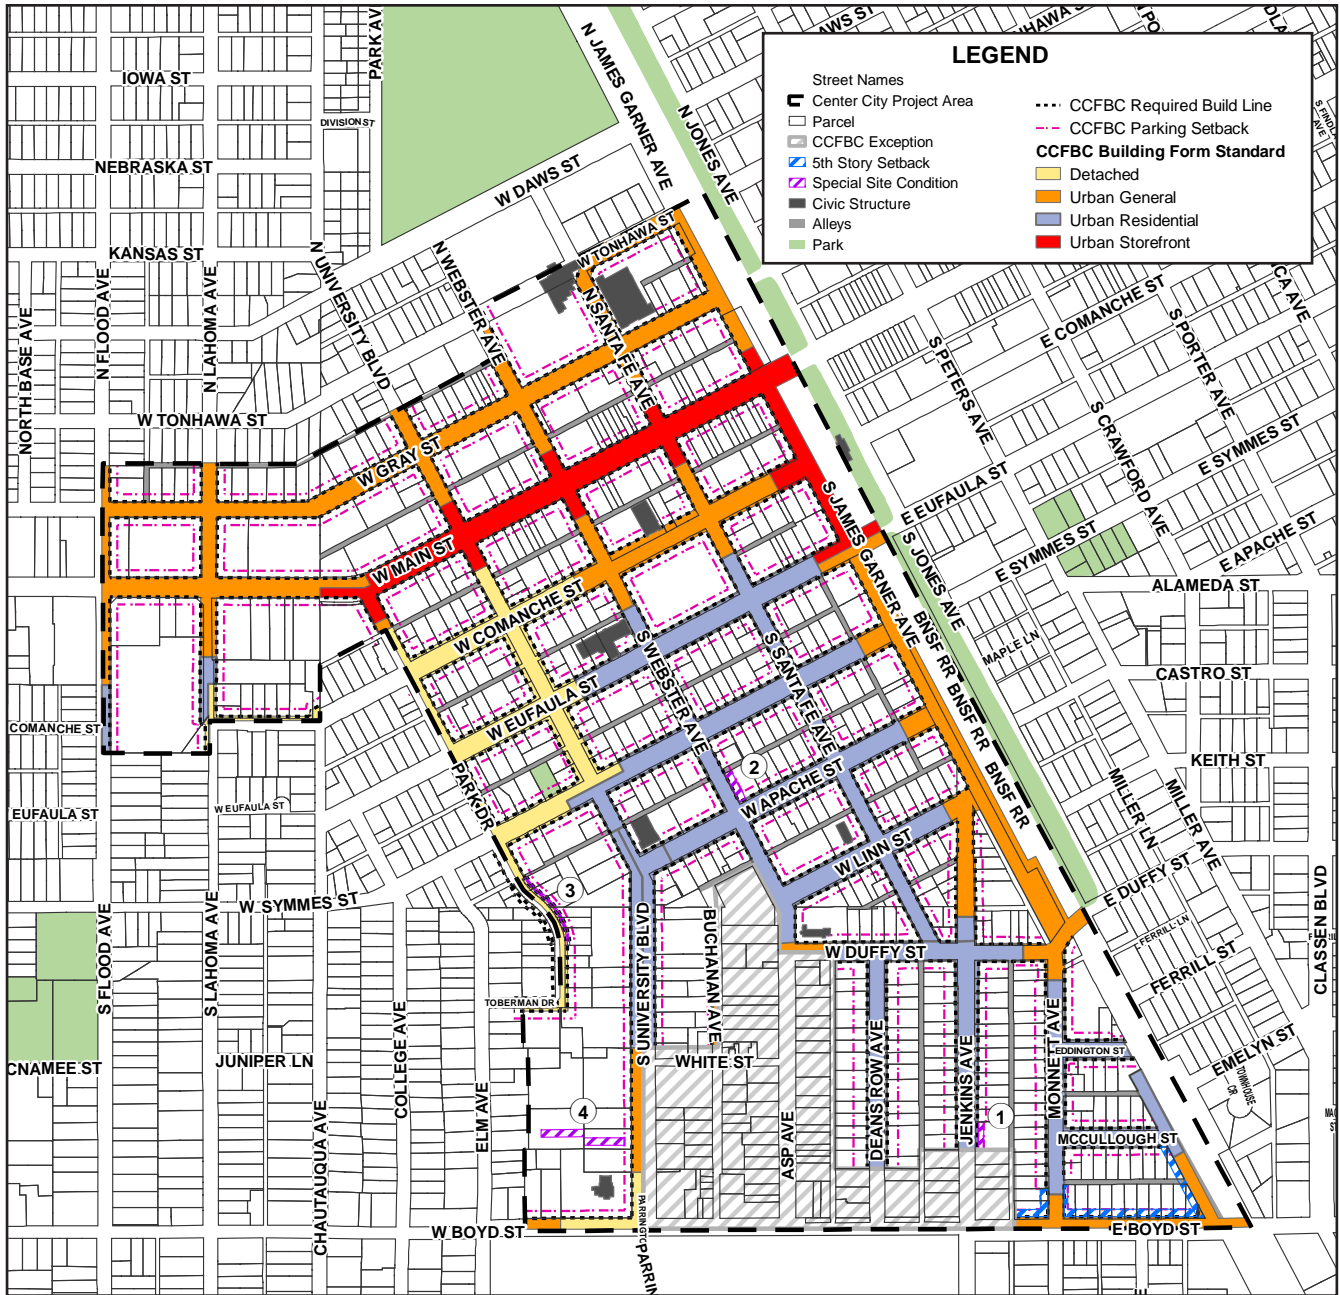 LEGEND
Street Names
Center City Project Area
Parcel
CCFBC Exception
5th Story Setback
Special Site Condition
Civic Structure
Alleys
Park
CCFBC Required Build Line
CCFBC Parking Setback
CCFBC Building Form Standard
Detached
Urban General
Urban Residential
Urban Storefront
IOWA ST
PARK AV
DIVISION ST
NEBRASKA ST
KANSAS ST
N JAMES GARNER AVE
N JONES AVE
W DAWS ST
W TONHAWA ST
N FLOOD AVE
N LAHOMA AVE
N UNIVERSITY BLVD
N WEBSTER AVE
N SANTA FE AVE
NORTH BASE AVE
W TONHAWA ST
W GRAY ST
W MAIN ST
W COMANCHE ST
W EUFAULA ST
E COMANCHE ST
S PETERS AVE
S PORTER AVE
S CRAWFORD AVE
E SYMMES ST
E EUFAULA ST
E SYMMES ST
E APACHE ST
ALAMEDA ST
S JAMES GARNER AVE
S JONES AVE
BNSF RR
BNSF RR
BNSF RR
MAPLE LN
CASTRO ST
KEITH ST
MILLER LN
MILLER AVE
CLASSEN BLVD
COMANCHE ST
EUFAULA ST
W EUFAULA ST
PARK DR
S WEBSTER AVE
S SANTA FE AVE
2
W APACHE ST
W LINN ST
3
W SYMMES ST
S FLOOD AVE
S LAHOMA AVE
S UNIVERSITY BLVD
BUCHANAN AVE
W DUFFY ST
E DUFFY ST
FERRILL LN
FERRILL ST
EMELYN ST
TOWNHOUSE CR
TOBERMAN DR
CNAMEE ST
JUNIPER LN
COLLEGE AVE
CHAUTAUQUA AVE
ELM AVE
WHITE ST
ASP AVE
DEANS ROW AVE
JENKINS AVE
MONNET AVE
EDDINGTON ST
MCCULLOUGH ST
1
4
W BOYD ST
E BOYD ST
PARRINGTO
PARRIN